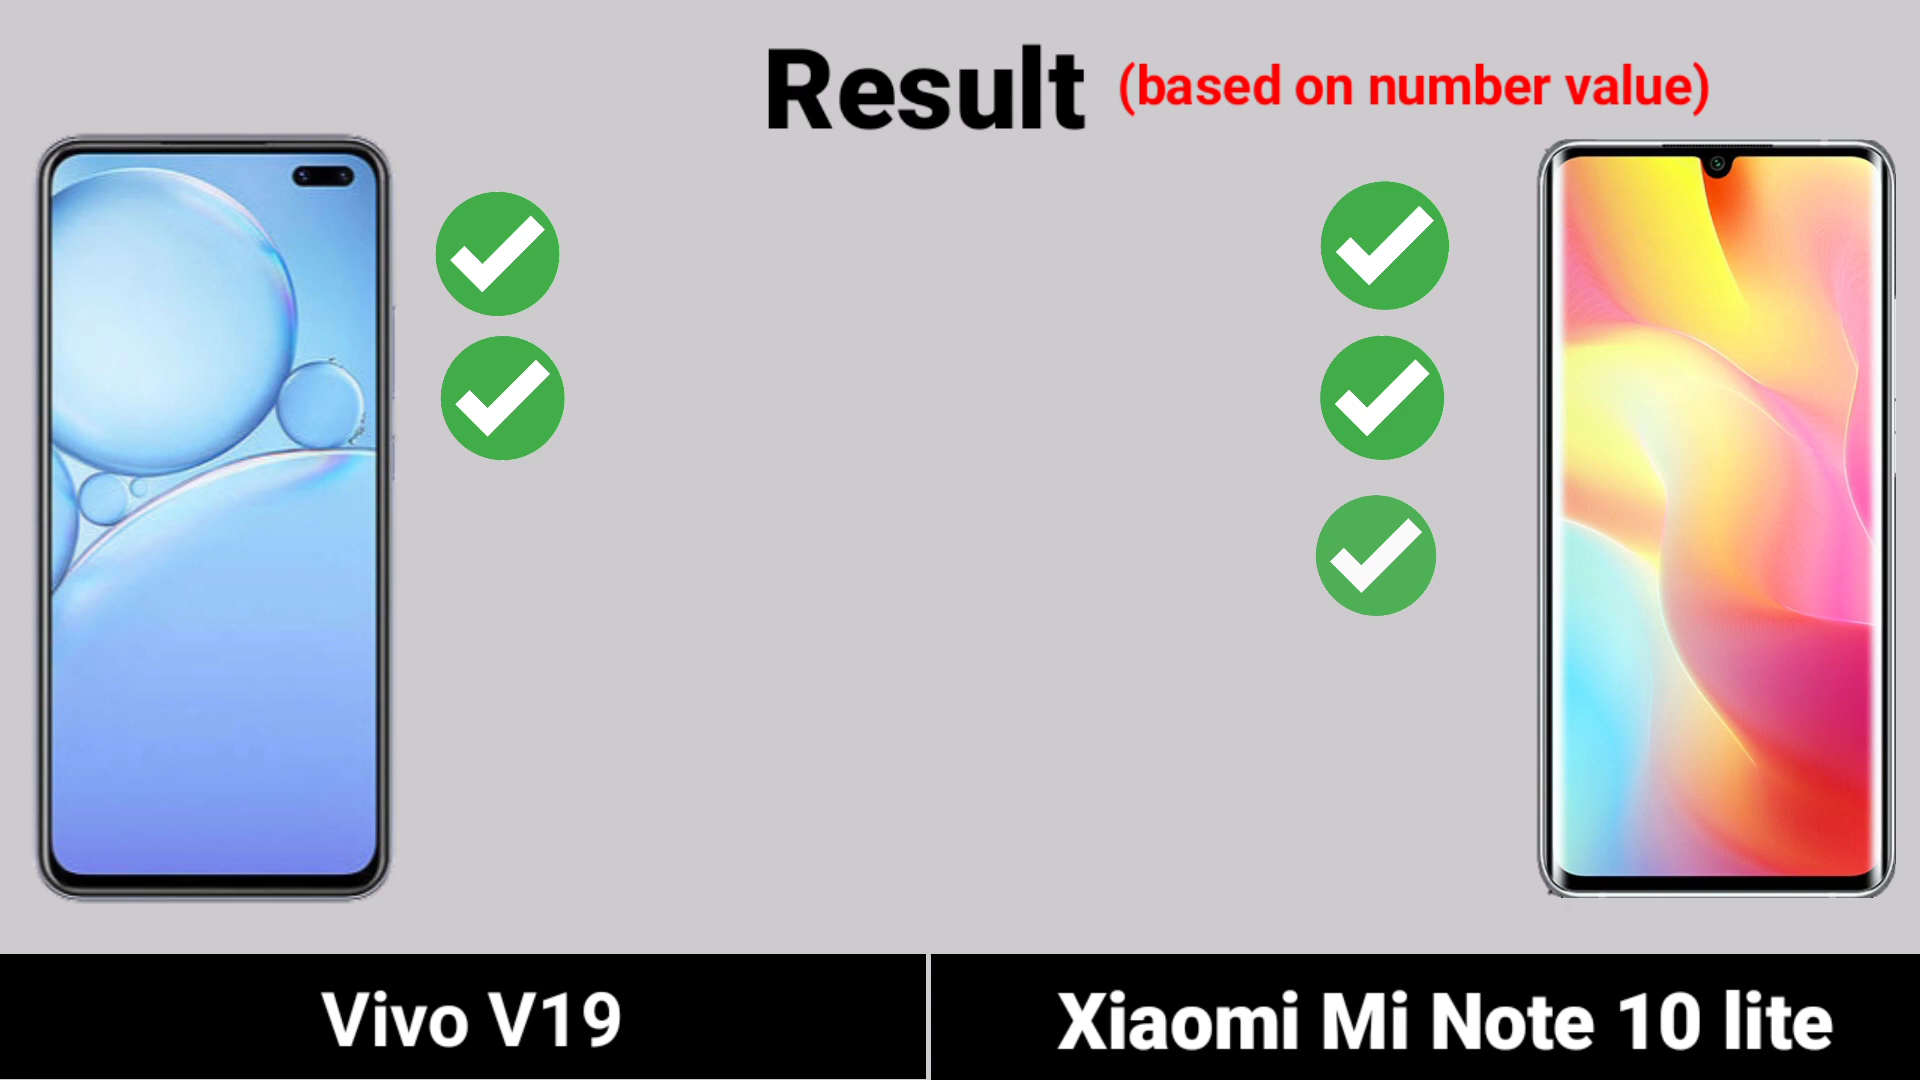 Result (based on number value)
Vivo V19
Xiaomi Mi Note 10 lite